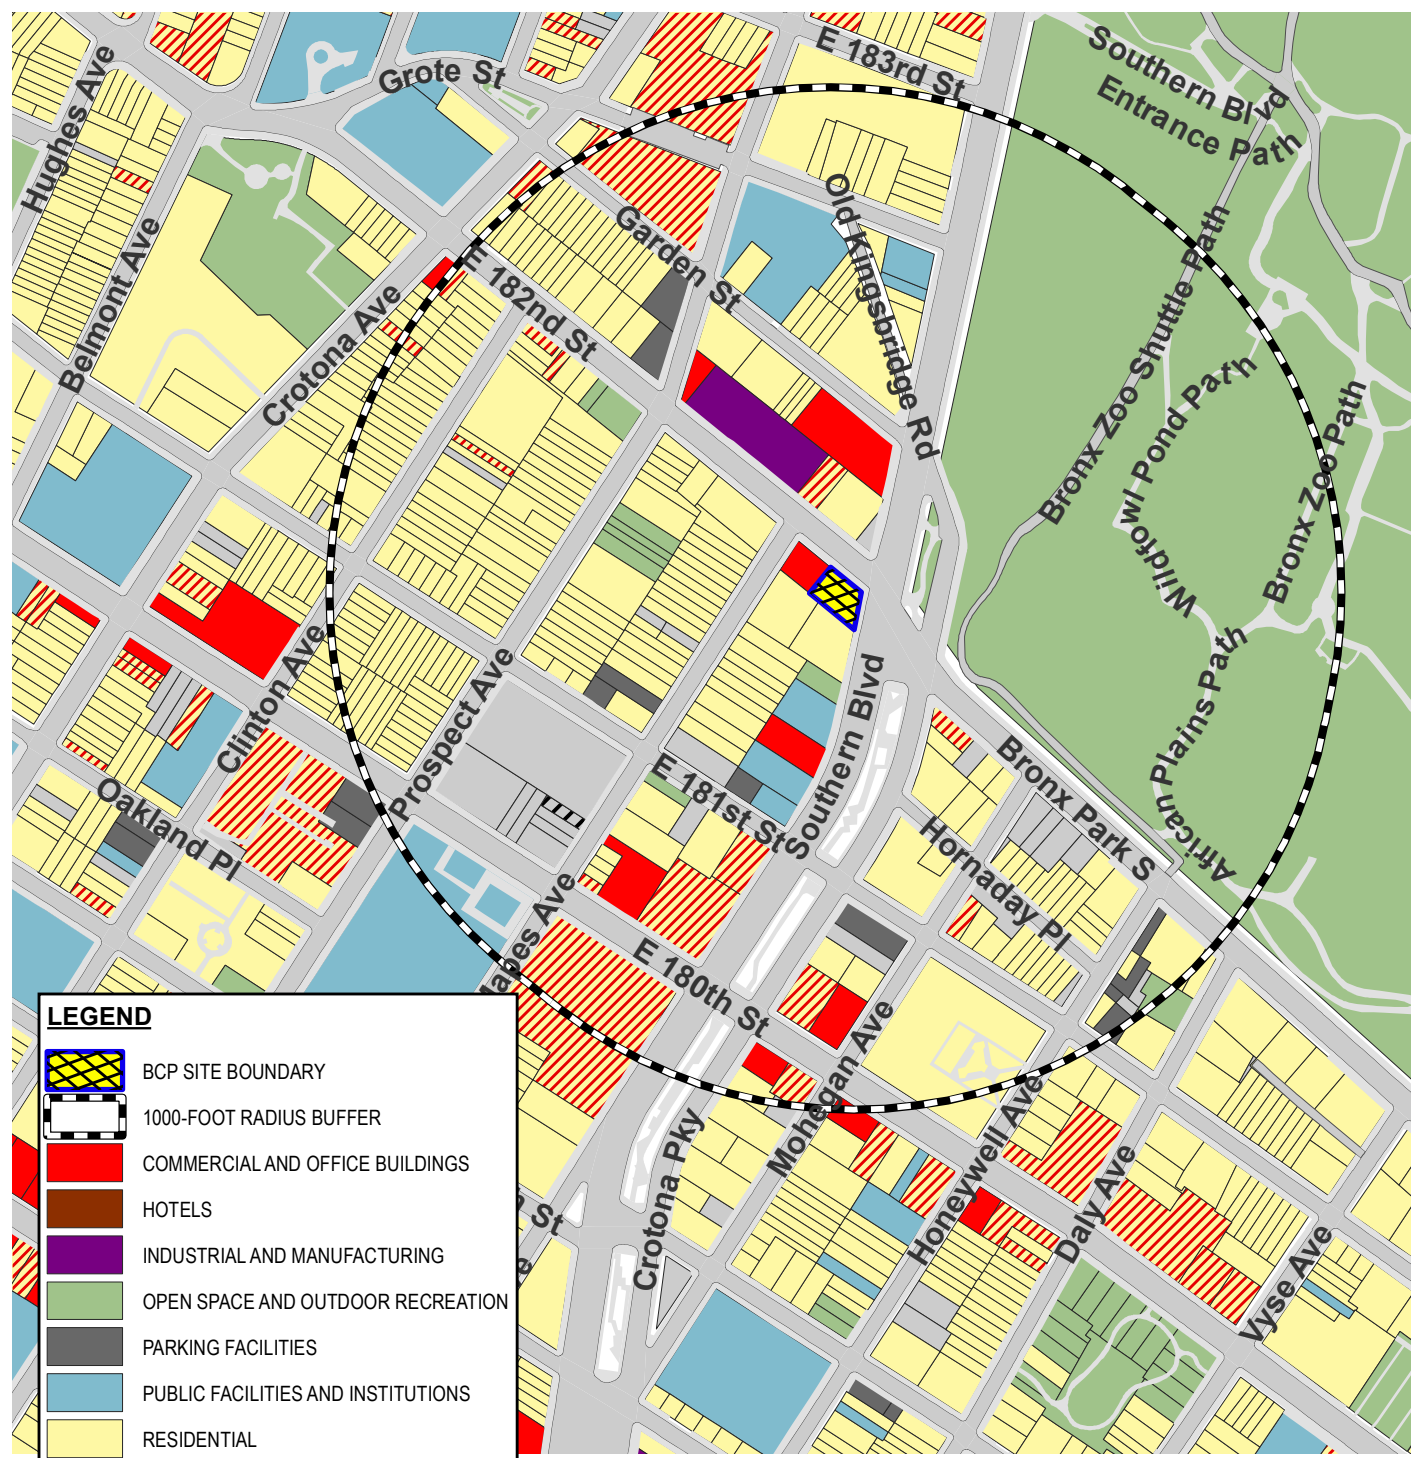 E 183rd St
Southern Blvd
Entrance Path
Grote St
Hughes Ave
Old Kingsbridge Rd
Garden St
Belmont Ave
E 182nd St
Crotona Ave
Bronx Zoo Shuttle Path
Wildfowl Pond Path
Bronx Zoo Path
African Plains Path
Southern Blvd
Clinton Ave
Prospect Ave
E 181st St
Bronx Park S
Oakland Pl
Hornaday Pl
Mapes Ave
E 180th St
Mohegan Ave
Honeywell Ave
Crotona Pky
Daly Ave
Vyse Ave
St
LEGEND
BCP SITE BOUNDARY
1000-FOOT RADIUS BUFFER
COMMERCIAL AND OFFICE BUILDINGS
HOTELS
INDUSTRIAL AND MANUFACTURING
OPEN SPACE AND OUTDOOR RECREATION
PARKING FACILITIES
PUBLIC FACILITIES AND INSTITUTIONS
RESIDENTIAL